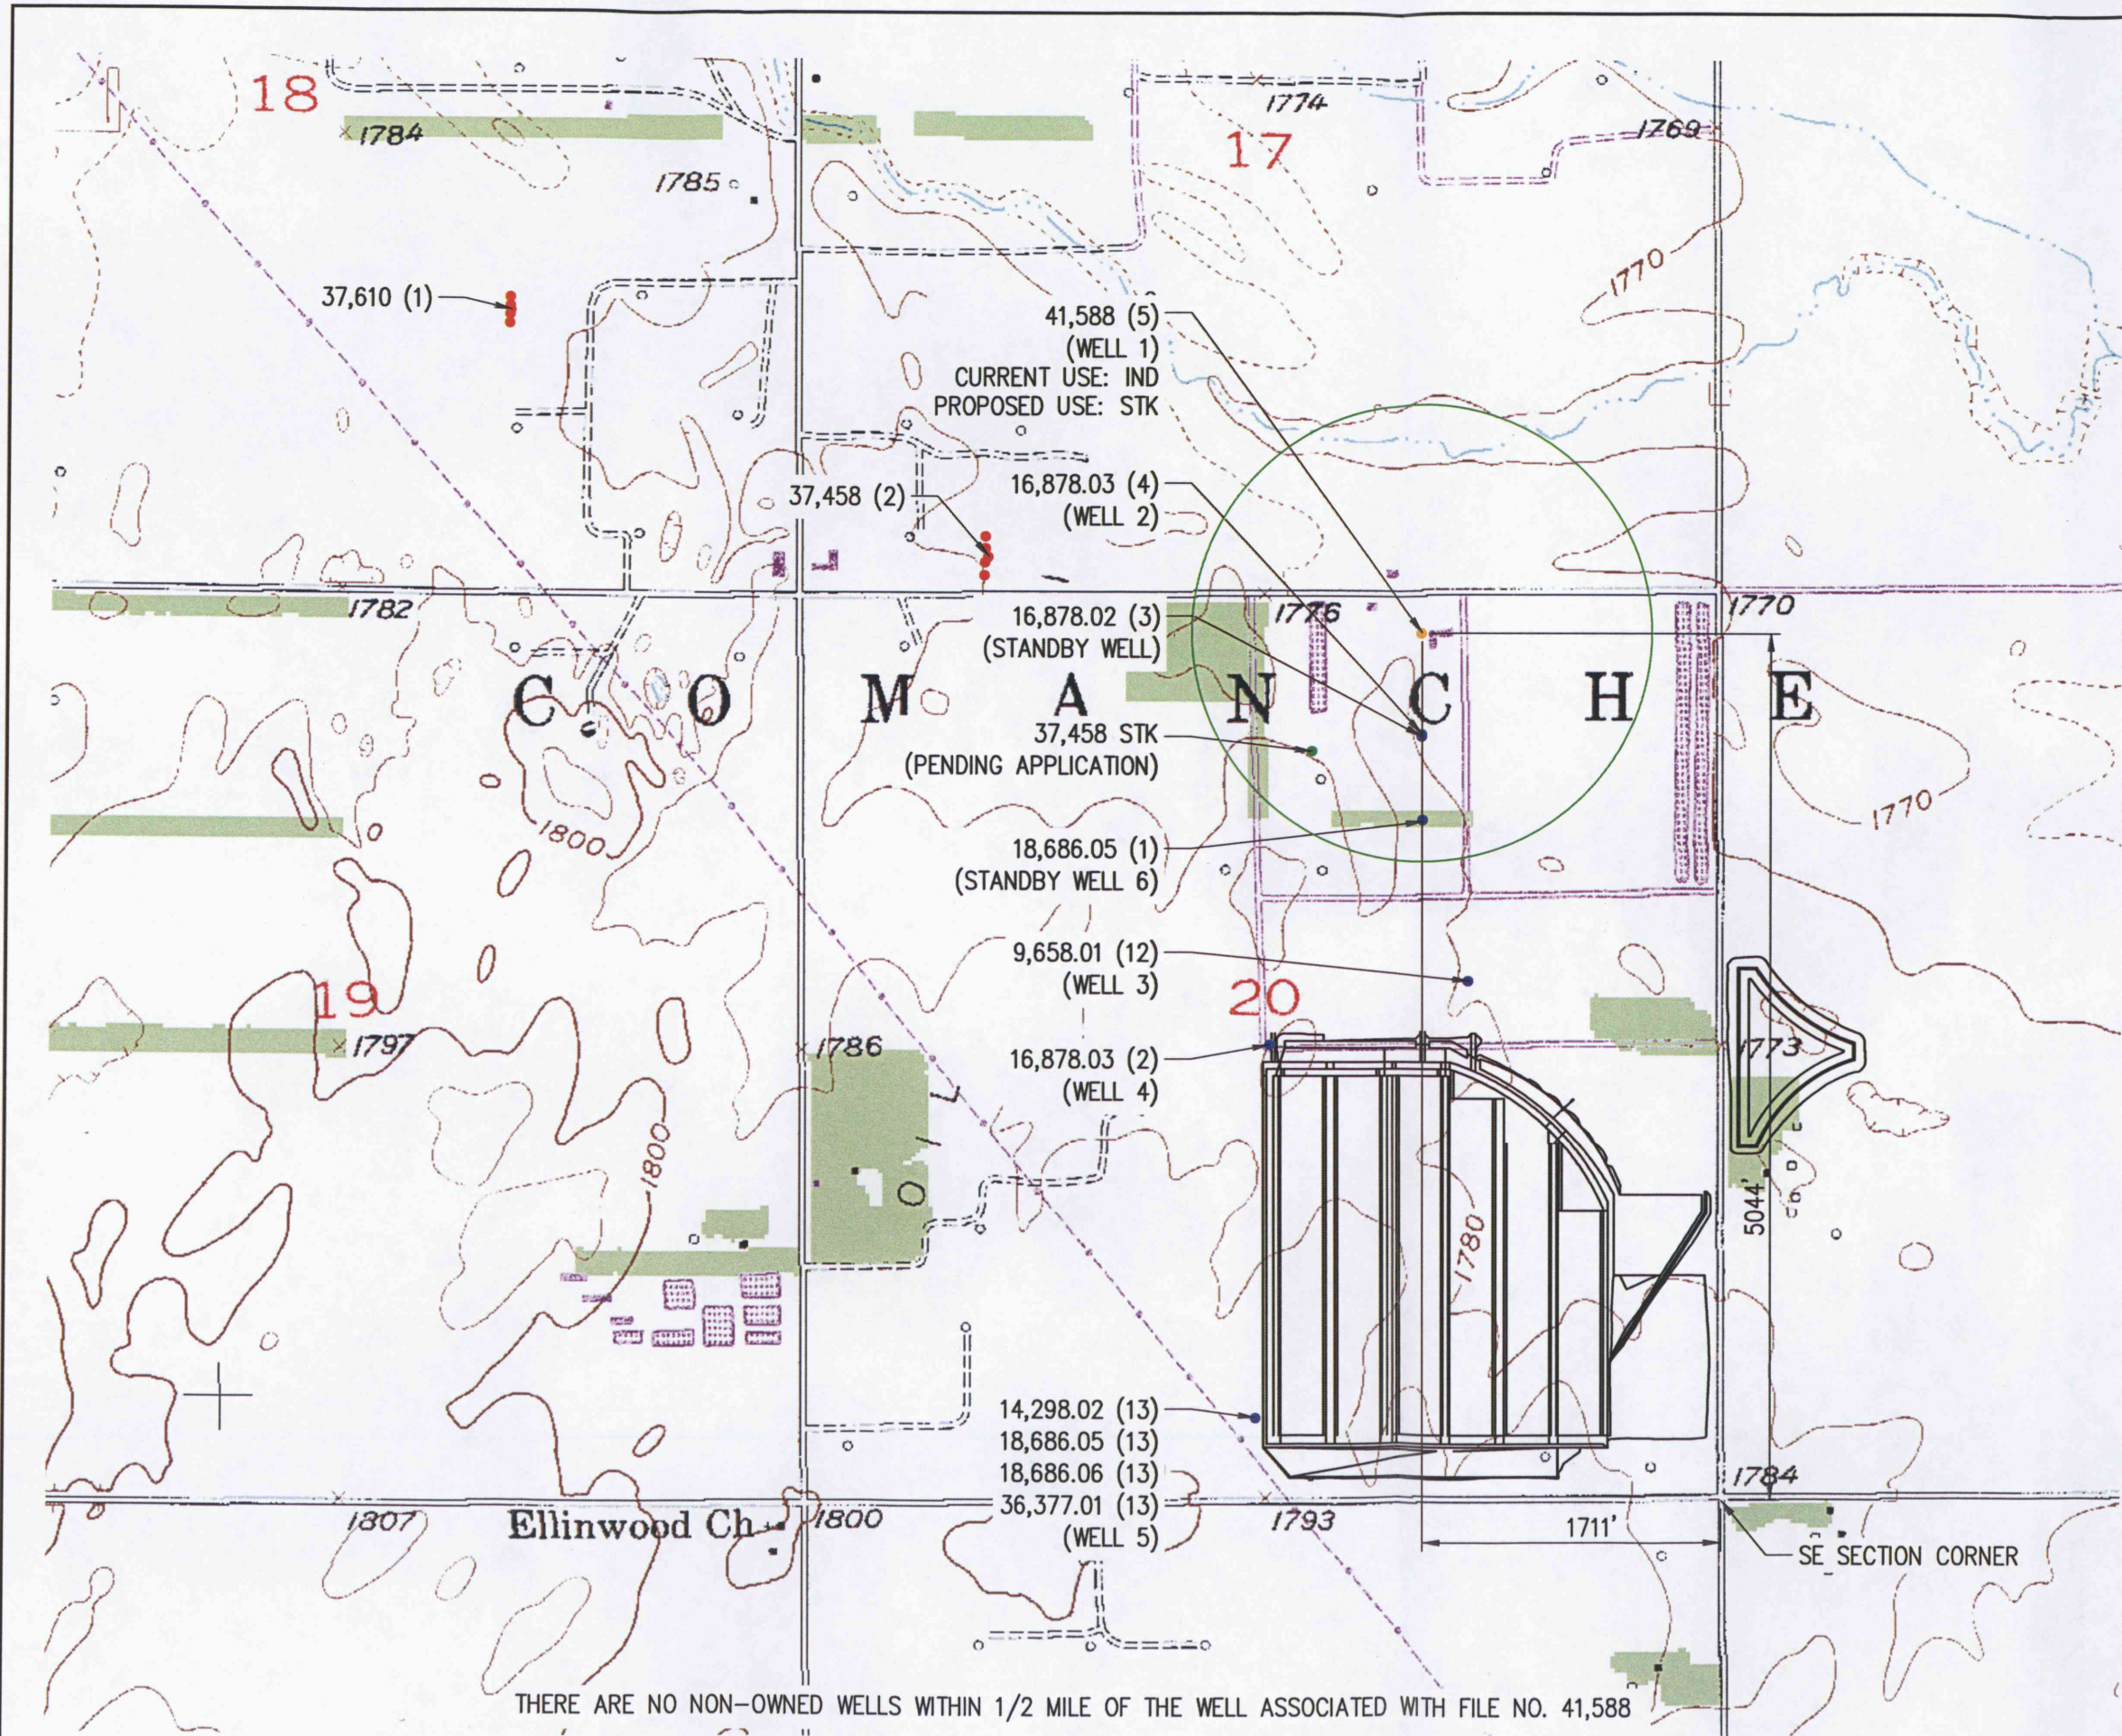 18
1784
1774
17
1769
1785
1770
37,610 (1)
41,588 (5)
(WELL 1)
CURRENT USE: IND
PROPOSED USE: STK
37,458 (2)
16,878.03 (4)
(WELL 2)
1782
16,878.02 (3)
(STANDBY WELL)
1776
1770
C O M A N C H E
37,458 STK
(PENDING APPLICATION)
1770
1800
18,686.05 (1)
(STANDBY WELL 6)
9,658.01 (12)
(WELL 3)
19
20
1797
1786
1773
16,878.03 (2)
(WELL 4)
O I L
1800
5044'
1780
14,298.02 (13)
18,686.05 (13)
18,686.06 (13)
36,377.01 (13)
(WELL 5)
1784
1807
Ellinwood Ch
1800
1793
1711'
SE SECTION CORNER
THERE ARE NO NON-OWNED WELLS WITHIN 1/2 MILE OF THE WELL ASSOCIATED WITH FILE NO. 41,588